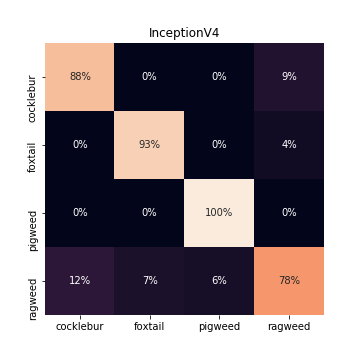 InceptionV4
cocklebur 88% 0% 0% 9%
foxtail 0% 93% 0% 4%
pigweed 0% 0% 100% 0%
ragweed 12% 7% 6% 78%
cocklebur foxtail pigweed ragweed